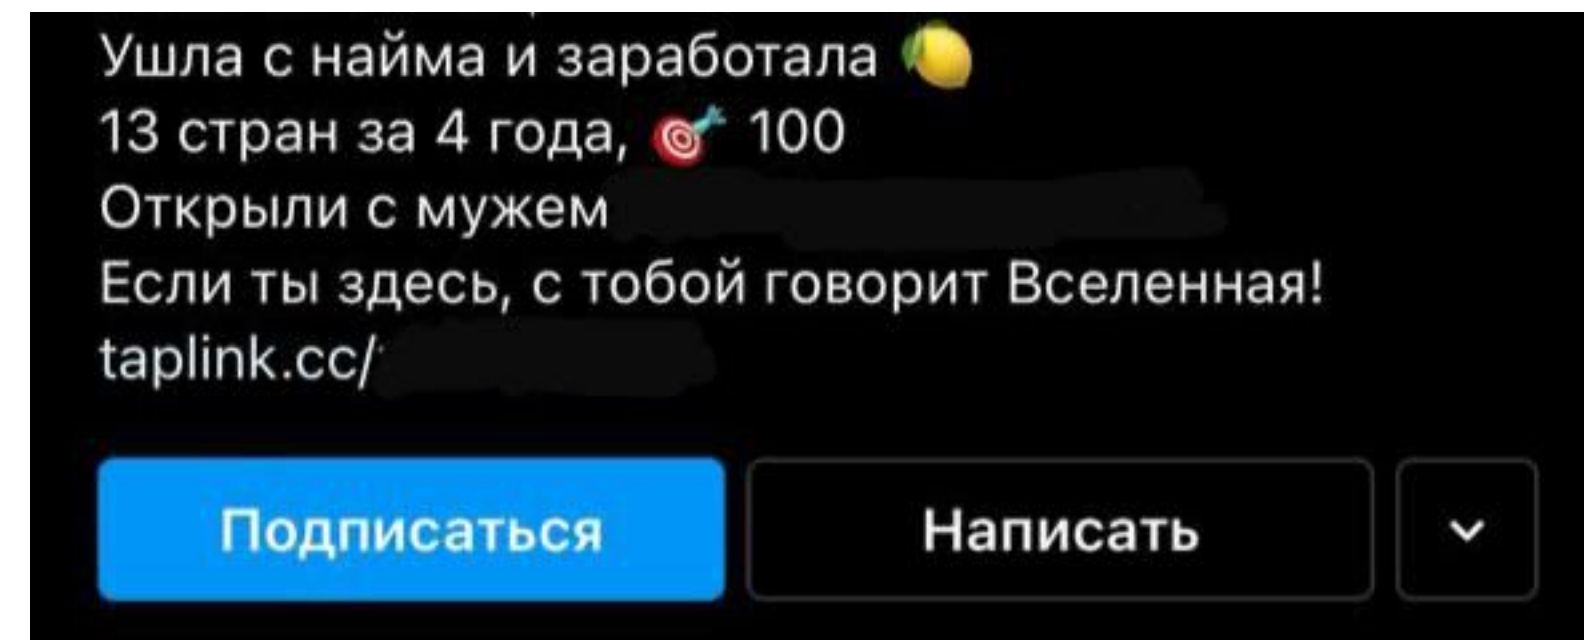 Ушла с найма и заработала 🍋
13 стран за 4 года, 🎯 100
Открыли с мужем
Если ты здесь, с тобой говорит Вселенная!
taplink.cc/
Подписаться
Написать